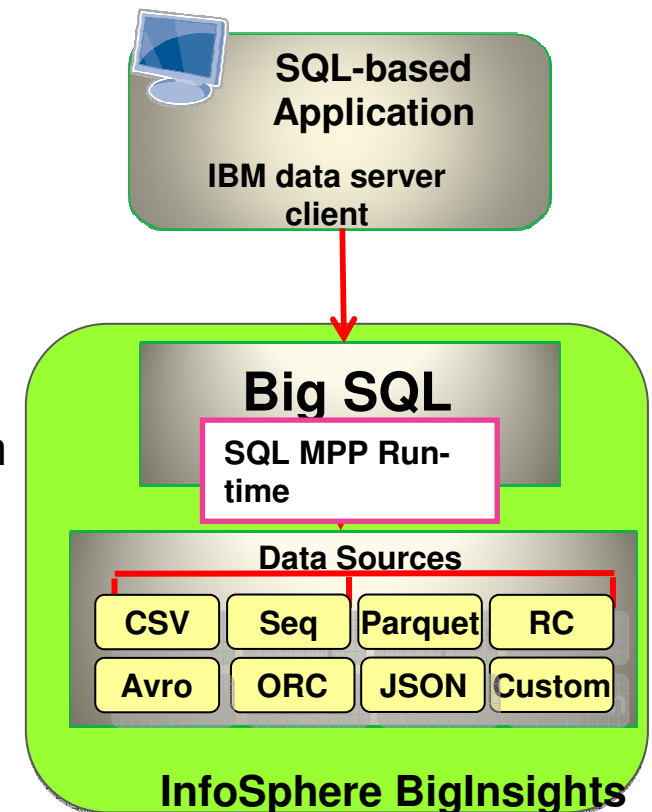 SQL-based
Application
IBM data server
client
Big SQL
SQL MPP Run-
time
Data Sources
CSV Seq Parquet RC
Avro ORC JSON Custom
InfoSphere BigInsights